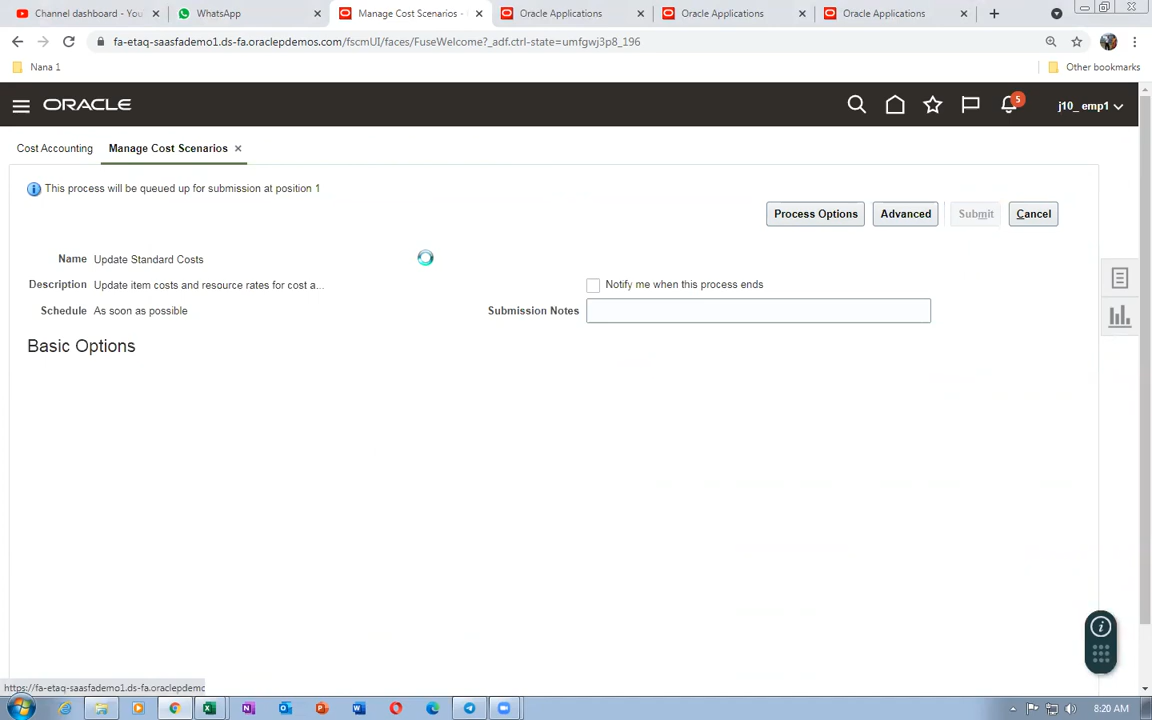 Channel dashboard - You
WhatsApp
Manage Cost Scenarios -
Oracle Applications
Oracle Applications
Oracle Applications
fa-etaq-saasfademo1.ds-fa.oraclepdemos.com/fscmUI/faces/FuseWelcome?_adf.ctrl-state=umfgwj3p8_196
Nana 1
Other bookmarks
ORACLE
5
j10_ emp1
Cost Accounting
Manage Cost Scenarios
This process will be queued up for submission at position 1
Process Options
Advanced
Submit
Cancel
Name Update Standard Costs
Description Update item costs and resource rates for cost a...
Notify me when this process ends
Schedule As soon as possible
Submission Notes
Basic Options
https://fa-etaq-saasfademo1.ds-fa.oraclepdemo
8:20 AM